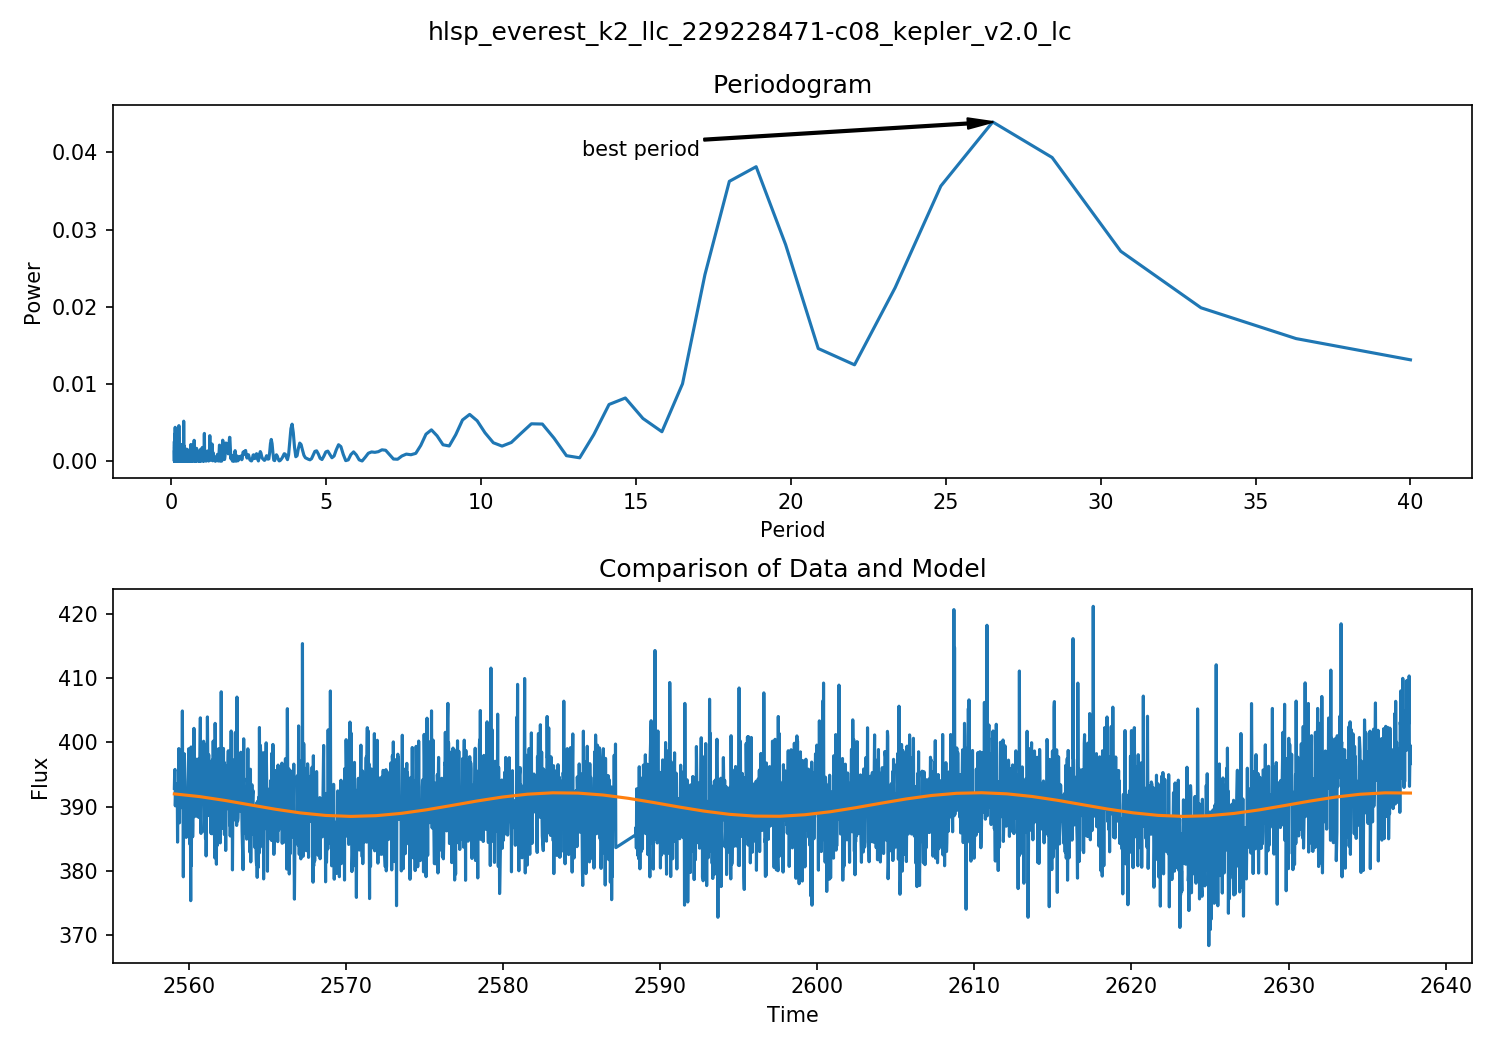 hlsp_everest_k2_llc_229228471-c08_kepler_v2.0_lc
Periodogram
best period
0.04
0.03
0.02
0.01
0.00
Power
0 5 10 15 20 25 30 35 40
Period
Comparison of Data and Model
420
410
400
390
380
370
Flux
2560 2570 2580 2590 2600 2610 2620 2630 2640
Time